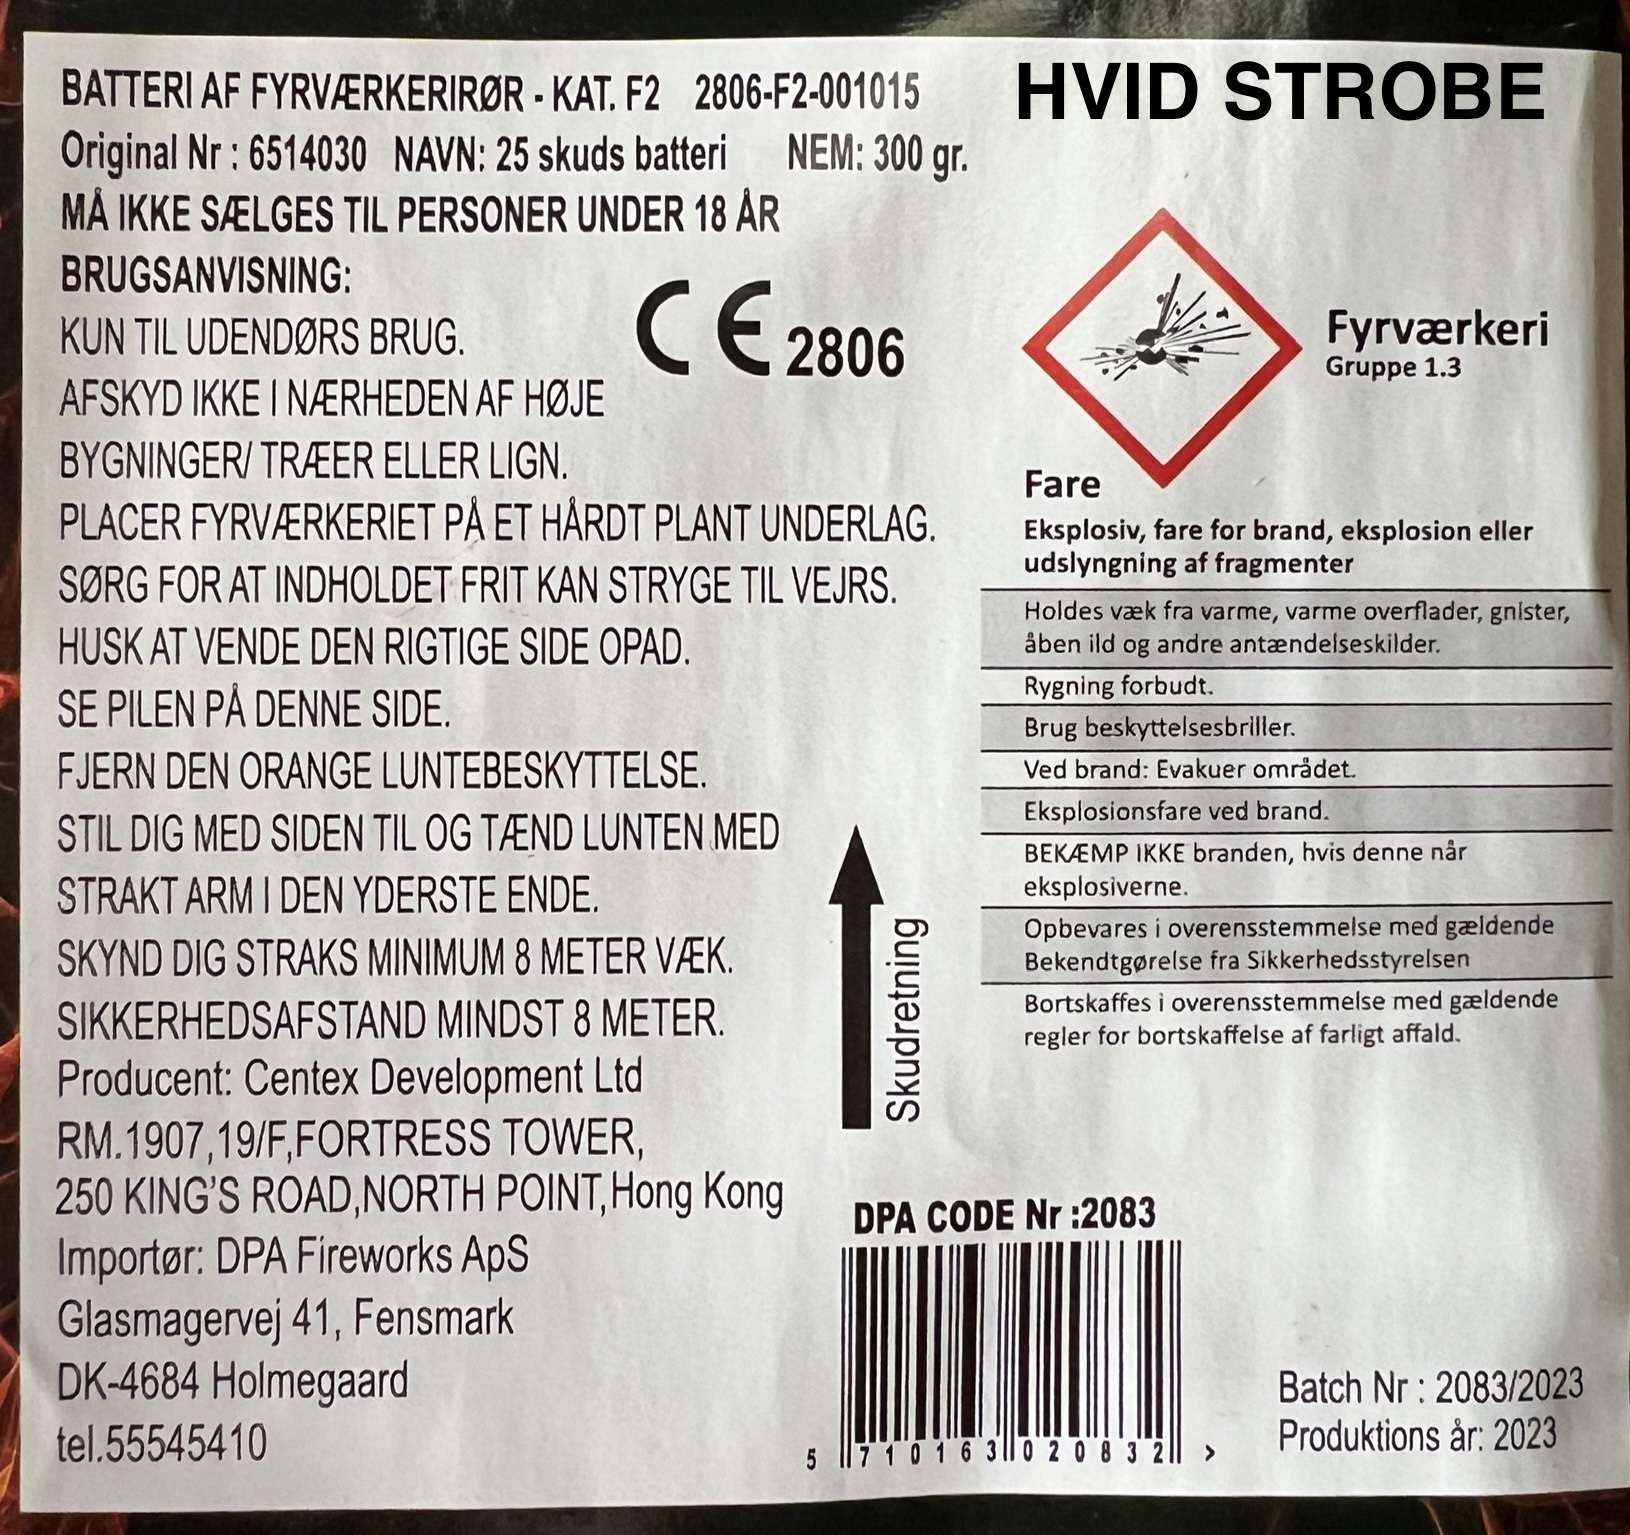 BATTERI AF FYRVÆRKERIRØR - KAT. F2 2806-F2-001015
Original Nr : 6514030 NAVN: 25 skuds batteri NEM: 300 gr.
MÅ IKKE SÆLGES TIL PERSONER UNDER 18 ÅR
BRUGSANVISNING:
KUN TIL UDENDØRS BRUG.
AFSKYD IKKE I NÆRHEDEN AF HØJE
BYGNINGER/ TRÆER ELLER LIGN.
PLACER FYRVÆRKERIET PÅ ET HÅRDT PLANT UNDERLAG.
SØRG FOR AT INDHOLDET FRIT KAN STRYGE TIL VEJRS.
HUSK AT VENDE DEN RIGTIGE SIDE OPAD.
SE PILEN PÅ DENNE SIDE.
FJERN DEN ORANGE LUNTEBESKYTTELSE.
STIL DIG MED SIDEN TIL OG TÆND LUNTEN MED
STRAKT ARM I DEN YDERSTE ENDE.
SKYND DIG STRAKS MINIMUM 8 METER VÆK.
SIKKERHEDSAFSTAND MINDST 8 METER.
Producent: Centex Development Ltd
RM.1907,19/F,FORTRESS TOWER,
250 KING'S ROAD,NORTH POINT,Hong Kong
Importør: DPA Fireworks ApS
Glasmagervej 41, Fensmark
DK-4684 Holmegaard
tel.55545410
CE 2806
Skudretning
HVID STROBE
Fyrværkeri
Gruppe 1.3
Fare
Eksplosiv, fare for brand, eksplosion eller
udslyngning af fragmenter
Holdes væk fra varme, varme overflader, gnister,
åben ild og andre antændelseskilder.
Rygning forbudt.
Brug beskyttelsesbriller.
Ved brand: Evakuer området.
Eksplosionsfare ved brand.
BEKÆMP IKKE branden, hvis denne når
eksplosiverne.
Opbevares i overensstemmelse med gældende
Bekendtgørelse fra Sikkerhedsstyrelsen
Bortskaffes i overensstemmelse med gældende
regler for bortskaffelse af farligt affald.
DPA CODE Nr :2083
5 710163 020832 >
Batch Nr : 2083/2023
Produktions år: 2023